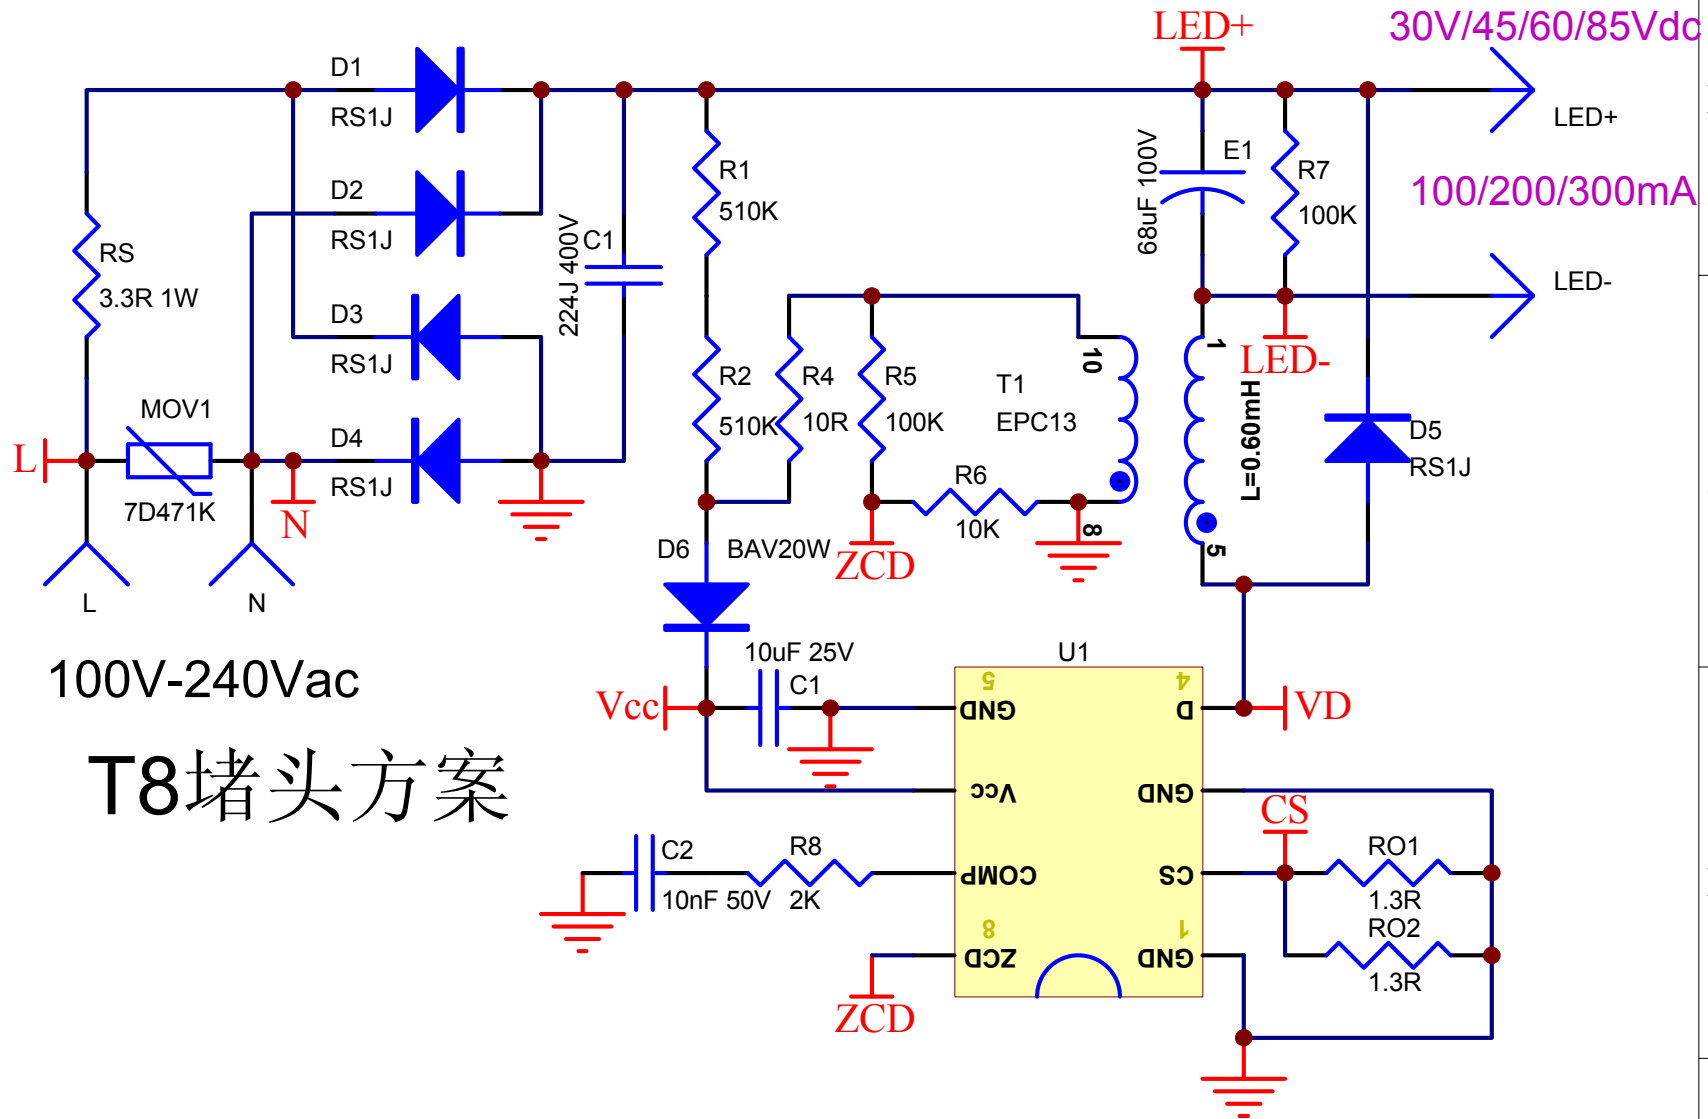 LED+
30V/45/60/85Vdc
D1
RS1J
LED+
E1
68uF 100V
R7
100K
100/200/300mA
R1
510K
D2
RS1J
C1
224J 400V
RS
3.3R 1W
LED-
D3
RS1J
1
LED-
10
R2
510K
R4
10R
R5
100K
T1
EPC13
L=0.60mH
MOV1
7D471K
D4
RS1J
D5
RS1J
L
N
R6
10K
8
5
ZCD
D6
BAV20W
L
N
100V-240Vac
10uF 25V
C1
Vcc
U1
5
GND
4
D
VD
T8堵头方案
Vcc
GND
CS
C2
10nF 50V
R8
2K
COMP
CS
RO1
1.3R
RO2
1.3R
8
ZCD
1
GND
ZCD